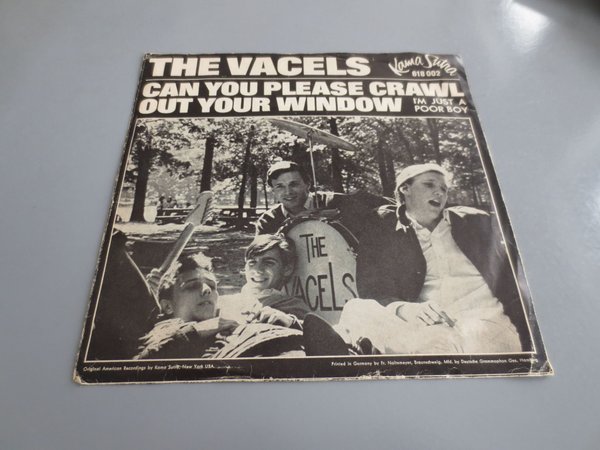 THE VACELS
Kama Sutra
618 002
CAN YOU PLEASE CRAWL
OUT YOUR WINDOW
I'M JUST A
POOR BOY
THE
VACELS
Original American Recordings by Kama Sutra, New York USA.
Printed in Germany by Fr. Noltemeyer, Braunschweig. Mfd. by Deutsche Grammophon Ges. Hamburg